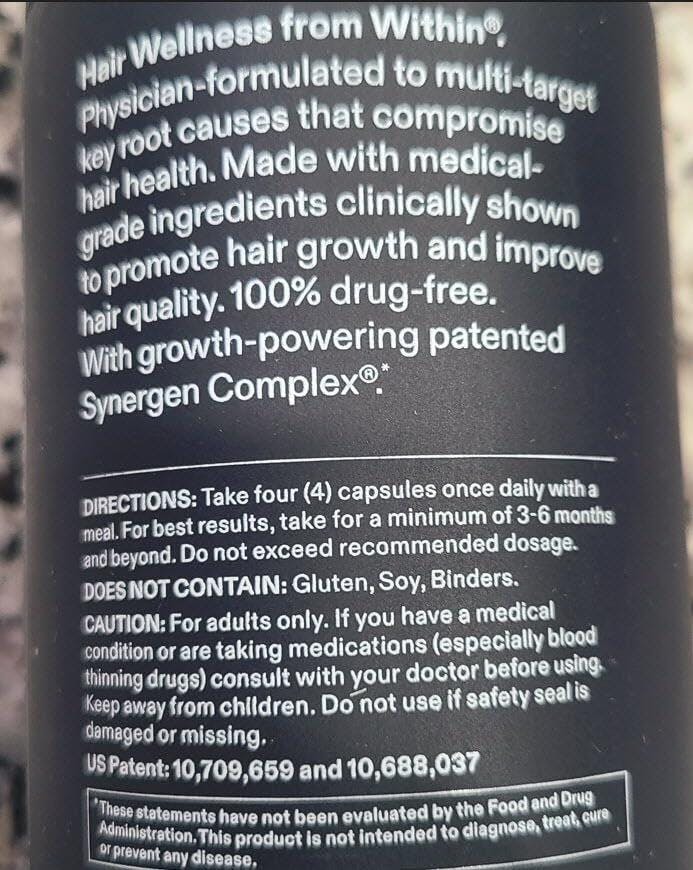 Hair Wellness from Within®.
Physician-formulated to multi-target
key root causes that compromise
hair health. Made with medical-
grade ingredients clinically shown
to promote hair growth and improve
hair quality. 100% drug-free.
With growth-powering patented
Synergen Complex®.*
DIRECTIONS: Take four (4) capsules once daily with a
meal. For best results, take for a minimum of 3-6 months
and beyond. Do not exceed recommended dosage.
DOES NOT CONTAIN: Gluten, Soy, Binders.
CAUTION: For adults only. If you have a medical
condition or are taking medications (especially blood
thinning drugs) consult with your doctor before using.
Keep away from children. Do not use if safety seal is
damaged or missing.
US Patent: 10,709,659 and 10,688,037
*These statements have not been evaluated by the Food and Drug
Administration. This product is not intended to diagnose, treat, cure
or prevent any disease.